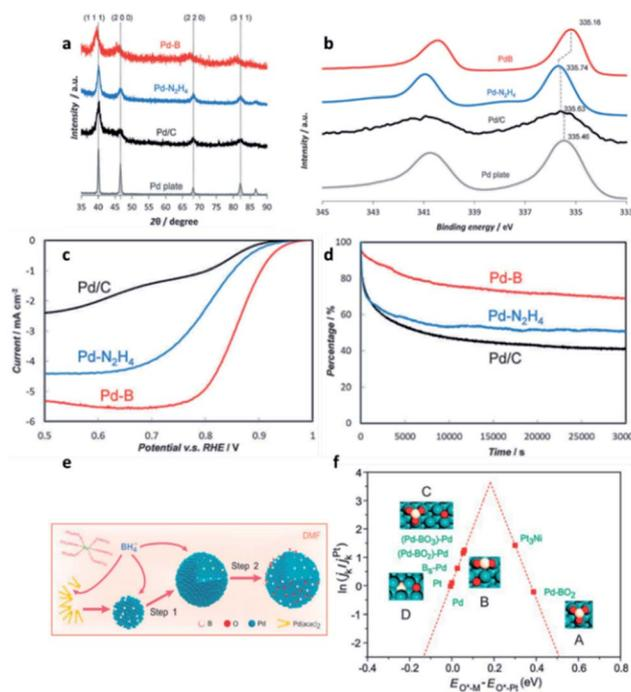 a
(1 1 1)
(2 0 0)
(2 2 0)
(3 1 1)
Pd-B
Pd-N2H4
Pd/C
Pd plate
Intensity / a.u.
35 40 45 50 55 60 65 70 75 80 85 90
2θ / degree
b
335.16
PdB
335.74
Pd-N2H4
335.63
Pd/C
335.46
Pd plate
Intensity / a.u.
345 343 341 339 337 335 333
Binding energy / eV
c
0
-1
-2
-3
-4
-5
-6
Current / mA cm-2
Pd/C
Pd-N2H4
Pd-B
0.5 0.6 0.7 0.8 0.9 1
Potential v.s. RHE / V
d
100
80
60
40
20
0
Percentage / %
Pd-B
Pd-N2H4
Pd/C
0 5000 10000 15000 20000 25000 3000
Time / s
e
DMF
BH4-
Step 1
Step 2
B O Pd Pd(acac)2
f
4
3
2
1
0
-1
-2
-3
ln (jk/jkPt)
C
(Pd-BO3)-Pd
(Pd-BO2)-Pd
Bs-Pd
Pt
D
Pd
B
Pt3Ni
Pd-BO2
A
-0.4 -0.2 0.0 0.2 0.4 0.6 0.8
EO*-M - EO*-Pt (eV)